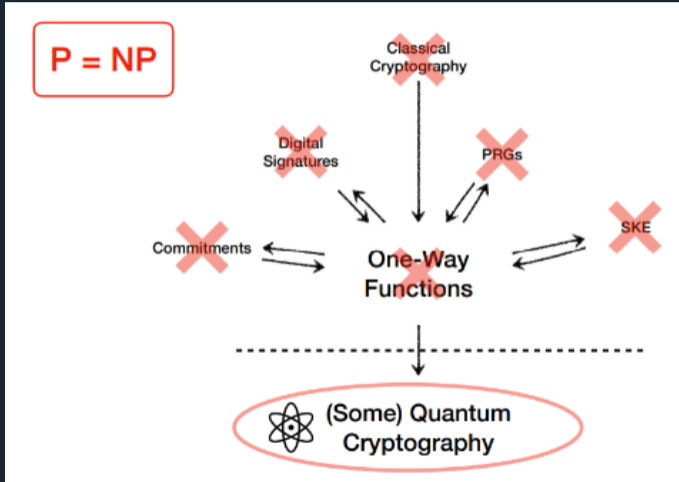 P = NP
Classical
Cryptography
Digital
Signatures
PRGs
SKE
Commitments
One-Way
Functions
(Some) Quantum
Cryptography